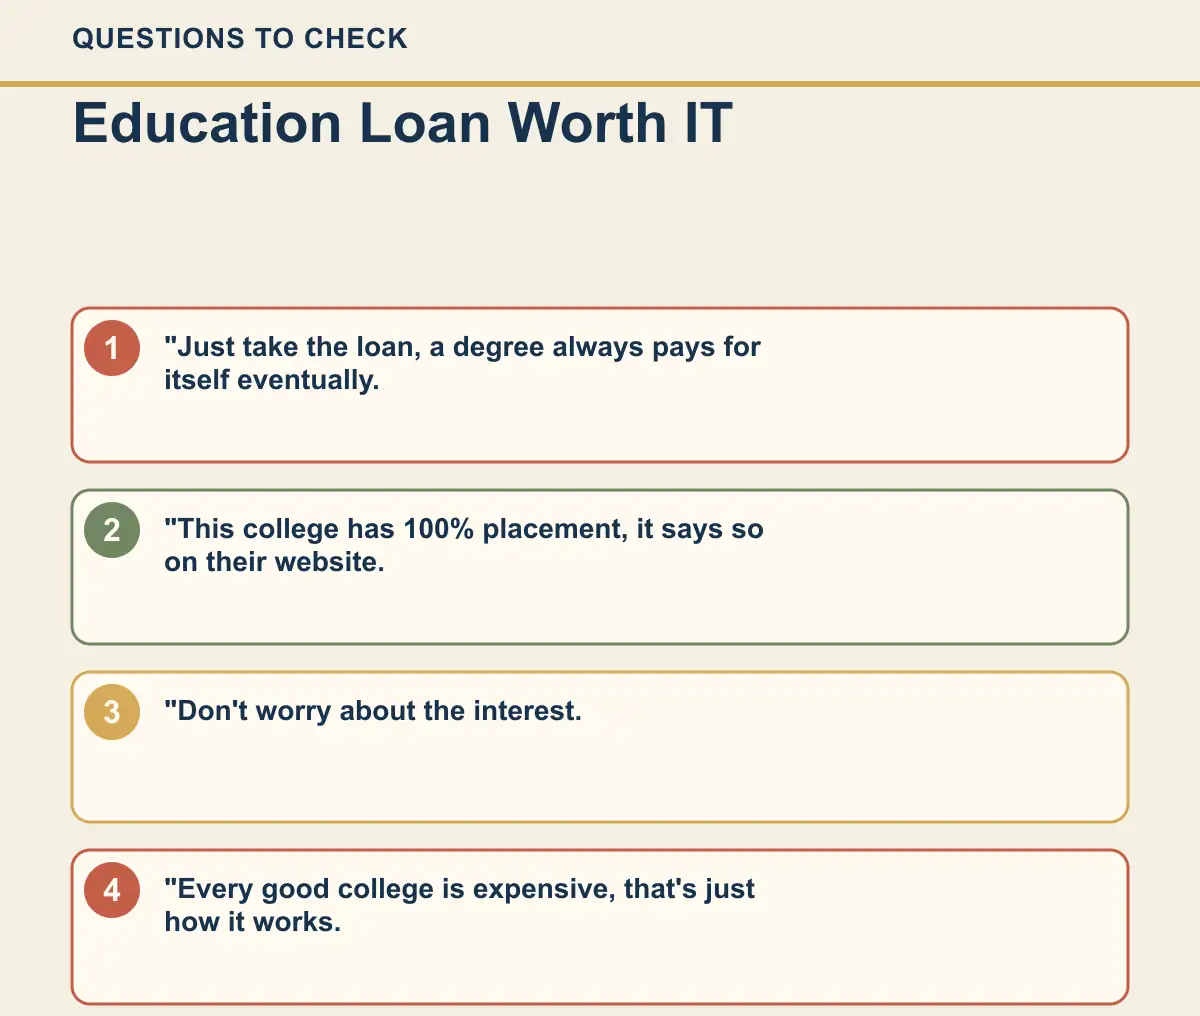 QUESTIONS TO CHECK
Education Loan Worth IT
1
"Just take the loan, a degree always pays for
itself eventually.
2
"This college has 100% placement, it says so
on their website.
3
"Don't worry about the interest.
4
"Every good college is expensive, that's just
how it works.